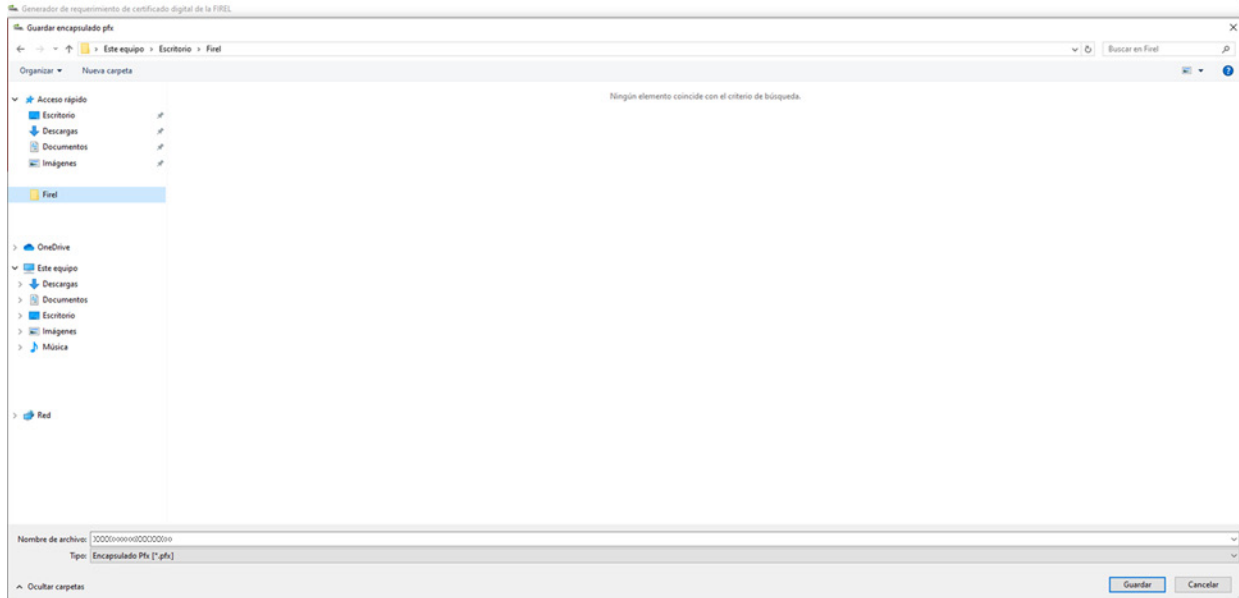 Generador de requerimiento de certificado digital de la FIREL
Guardar encapsulado pfx
Este equipo > Escritorio > Firel
Buscar en Firel
Organizar
Nueva carpeta
Ningún elemento coincide con el criterio de búsqueda.
Acceso rápido
Escritorio
Descargas
Documentos
Imágenes
Firel
OneDrive
Este equipo
Descargas
Documentos
Escritorio
Imágenes
Música
Red
Nombre de archivo:
Tipo: Encapsulado Pfx [*.pfx]
Ocultar carpetas
Guardar
Cancelar